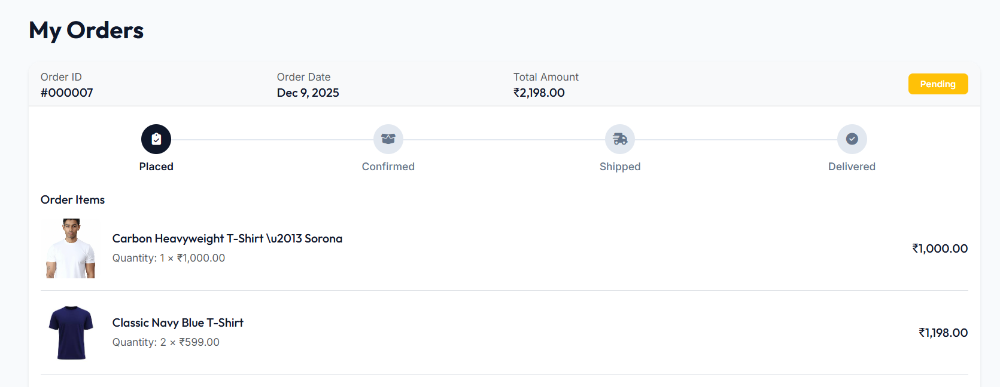 My Orders
Order ID
#000007
Order Date
Dec 9, 2025
Total Amount
₹2,198.00
Pending
Placed
Confirmed
Shipped
Delivered
Order Items
Carbon Heavyweight T-Shirt \u2013 Sorona
Quantity: 1 × ₹1,000.00
₹1,000.00
Classic Navy Blue T-Shirt
Quantity: 2 × ₹599.00
₹1,198.00